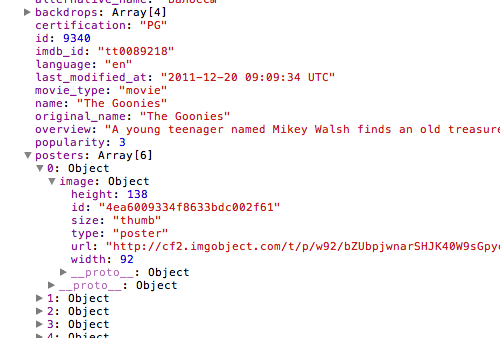 alternative_name: "
backdrops: Array[4]
certification: "PG"
id: 9340
imdb_id: "tt0089218"
language: "en"
last_modified_at: "2011-12-20 09:09:34 UTC"
movie_type: "movie"
name: "The Goonies"
original_name: "The Goonies"
overview: "A young teenager named Mikey Walsh finds an old treasure
popularity: 3
posters: Array[6]
0: Object
image: Object
height: 138
id: "4ea6009334f8633bdc002f61"
size: "thumb"
type: "poster"
url: "http://cf2.imgobject.com/t/p/w92/bZUbpjwnarSHJK40W9sGpy
width: 92
__proto__: Object
__proto__: Object
1: Object
2: Object
3: Object
4: Object